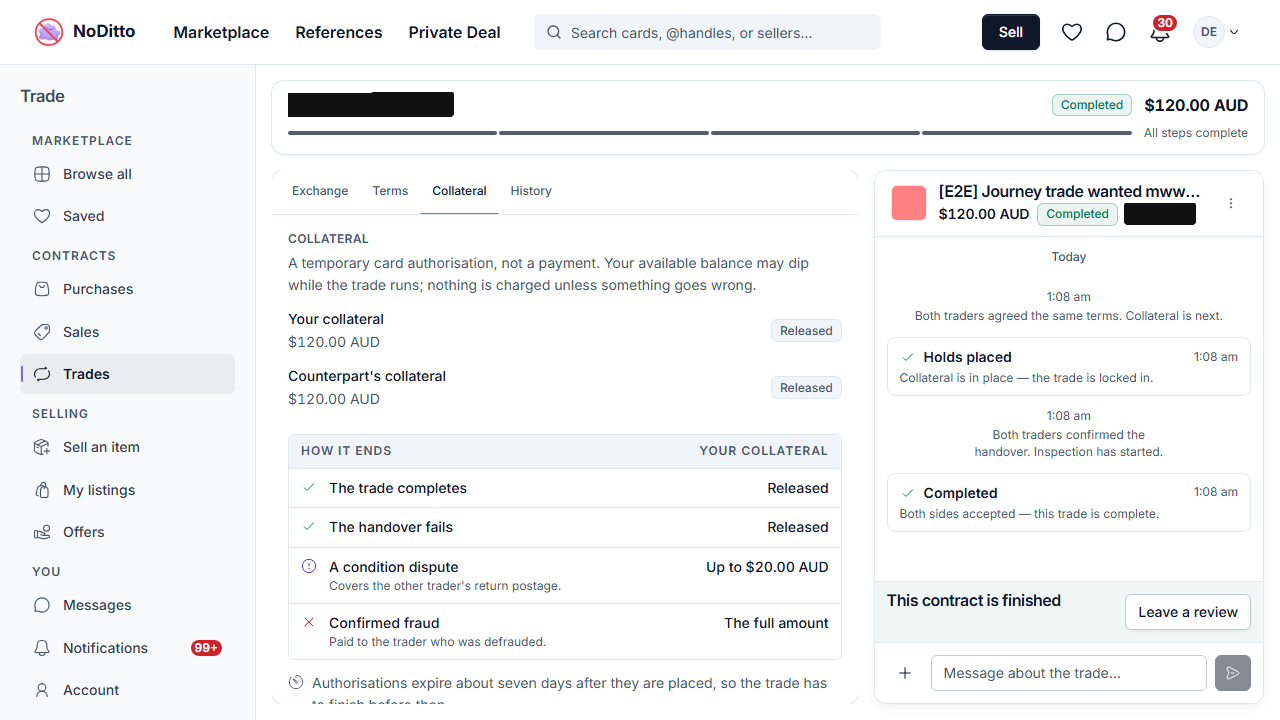 NoDitto
Marketplace
References
Private Deal
Search cards, @handles, or sellers...
Sell
30
DE
Trade
MARKETPLACE
Browse all
Saved
CONTRACTS
Purchases
Sales
Trades
SELLING
Sell an item
My listings
Offers
YOU
Messages
Notifications
99+
Account
Completed
$120.00 AUD
All steps complete
Exchange
Terms
Collateral
History
COLLATERAL
A temporary card authorisation, not a payment. Your available balance may dip
while the trade runs; nothing is charged unless something goes wrong.
Your collateral
$120.00 AUD
Released
Counterpart's collateral
$120.00 AUD
Released
HOW IT ENDS
YOUR COLLATERAL
The trade completes
Released
The handover fails
Released
A condition dispute
Up to $20.00 AUD
Covers the other trader's return postage.
Confirmed fraud
The full amount
Paid to the trader who was defrauded.
Authorisations expire about seven days after they are placed, so the trade has
to finish before then.
[E2E] Journey trade wanted mww...
$120.00 AUD
Completed
Today
1:08 am
Both traders agreed the same terms. Collateral is next.
Holds placed
1:08 am
Collateral is in place — the trade is locked in.
1:08 am
Both traders confirmed the
handover. Inspection has started.
Completed
1:08 am
Both sides accepted — this trade is complete.
This contract is finished
Leave a review
Message about the trade...